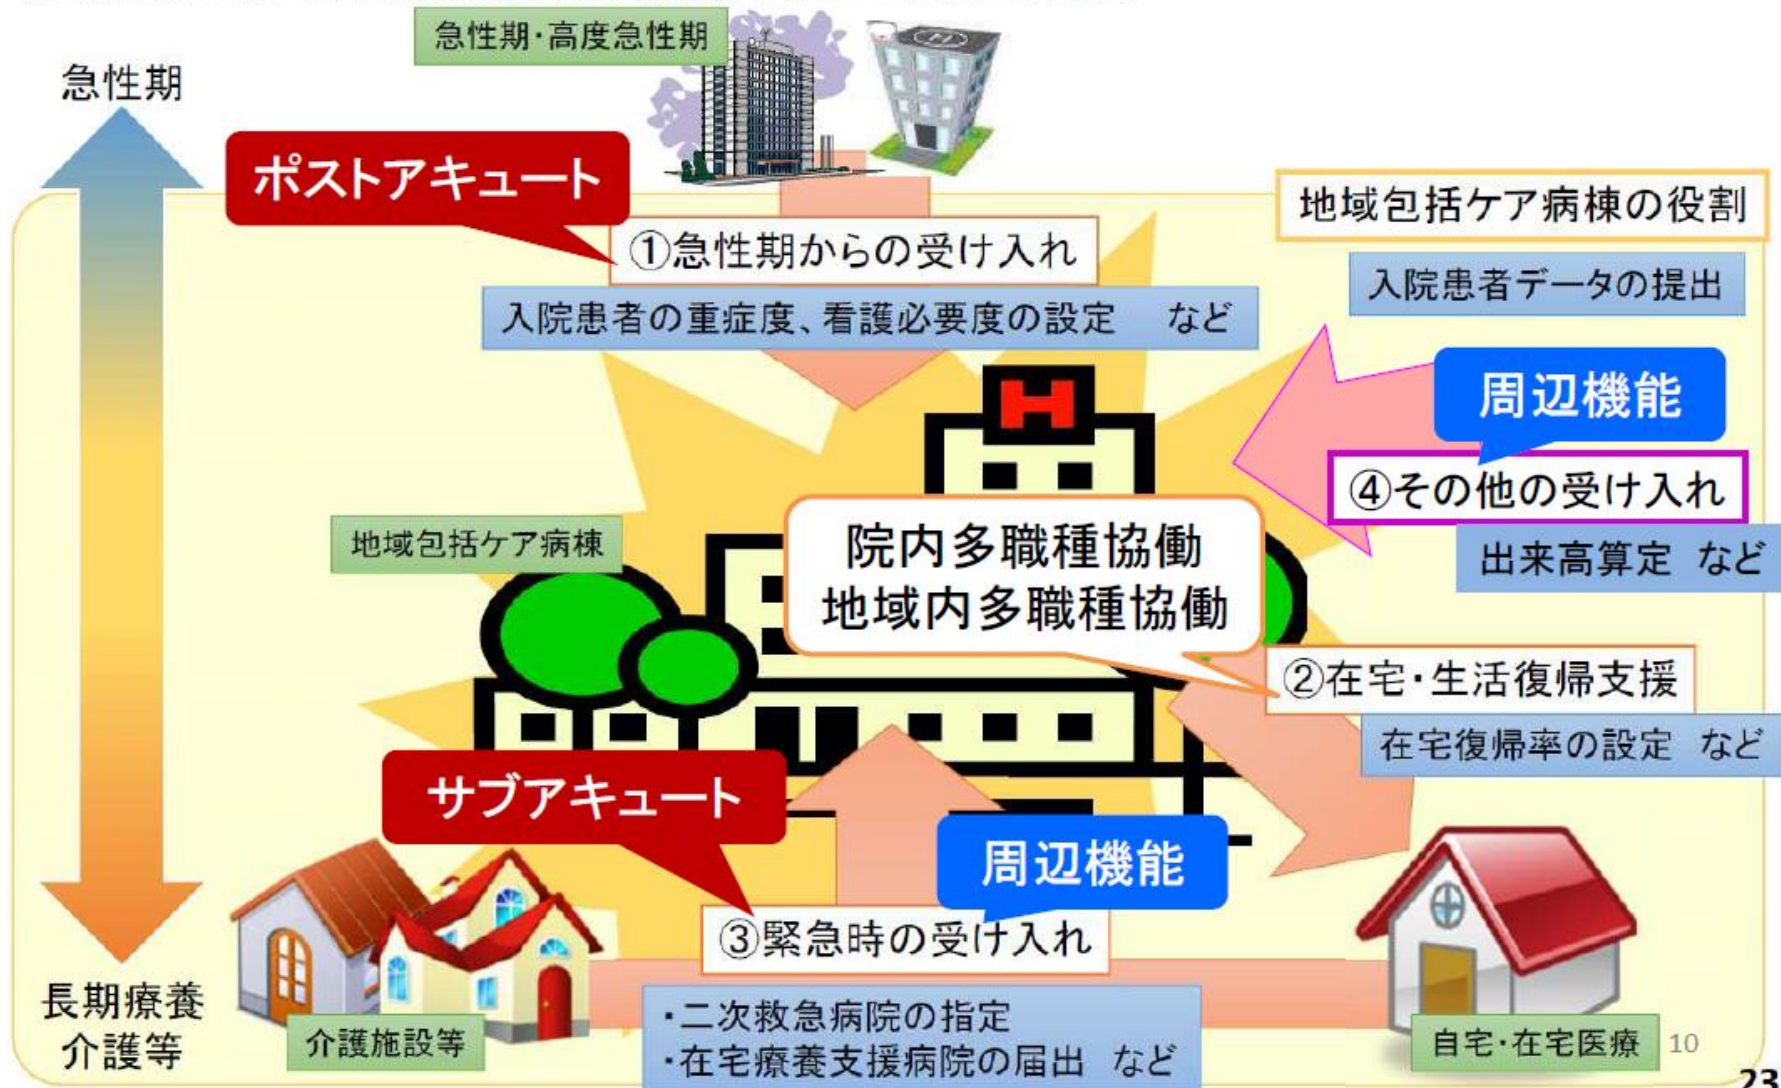 急性期・高度急性期
急性期
ポストアキュート
地域包括ケア病棟の役割
①急性期からの受け入れ
入院患者データの提出
入院患者の重症度、看護必要度の設定　など
周辺機能
H
④その他の受け入れ
地域包括ケア病棟
院内多職種協働
地域内多職種協働
出来高算定　など
②在宅・生活復帰支援
在宅復帰率の設定　など
サブアキュート
周辺機能
③緊急時の受け入れ
長期療養
介護等
介護施設等
・二次救急病院の指定
・在宅療養支援病院の届出　など
自宅・在宅医療
10
23